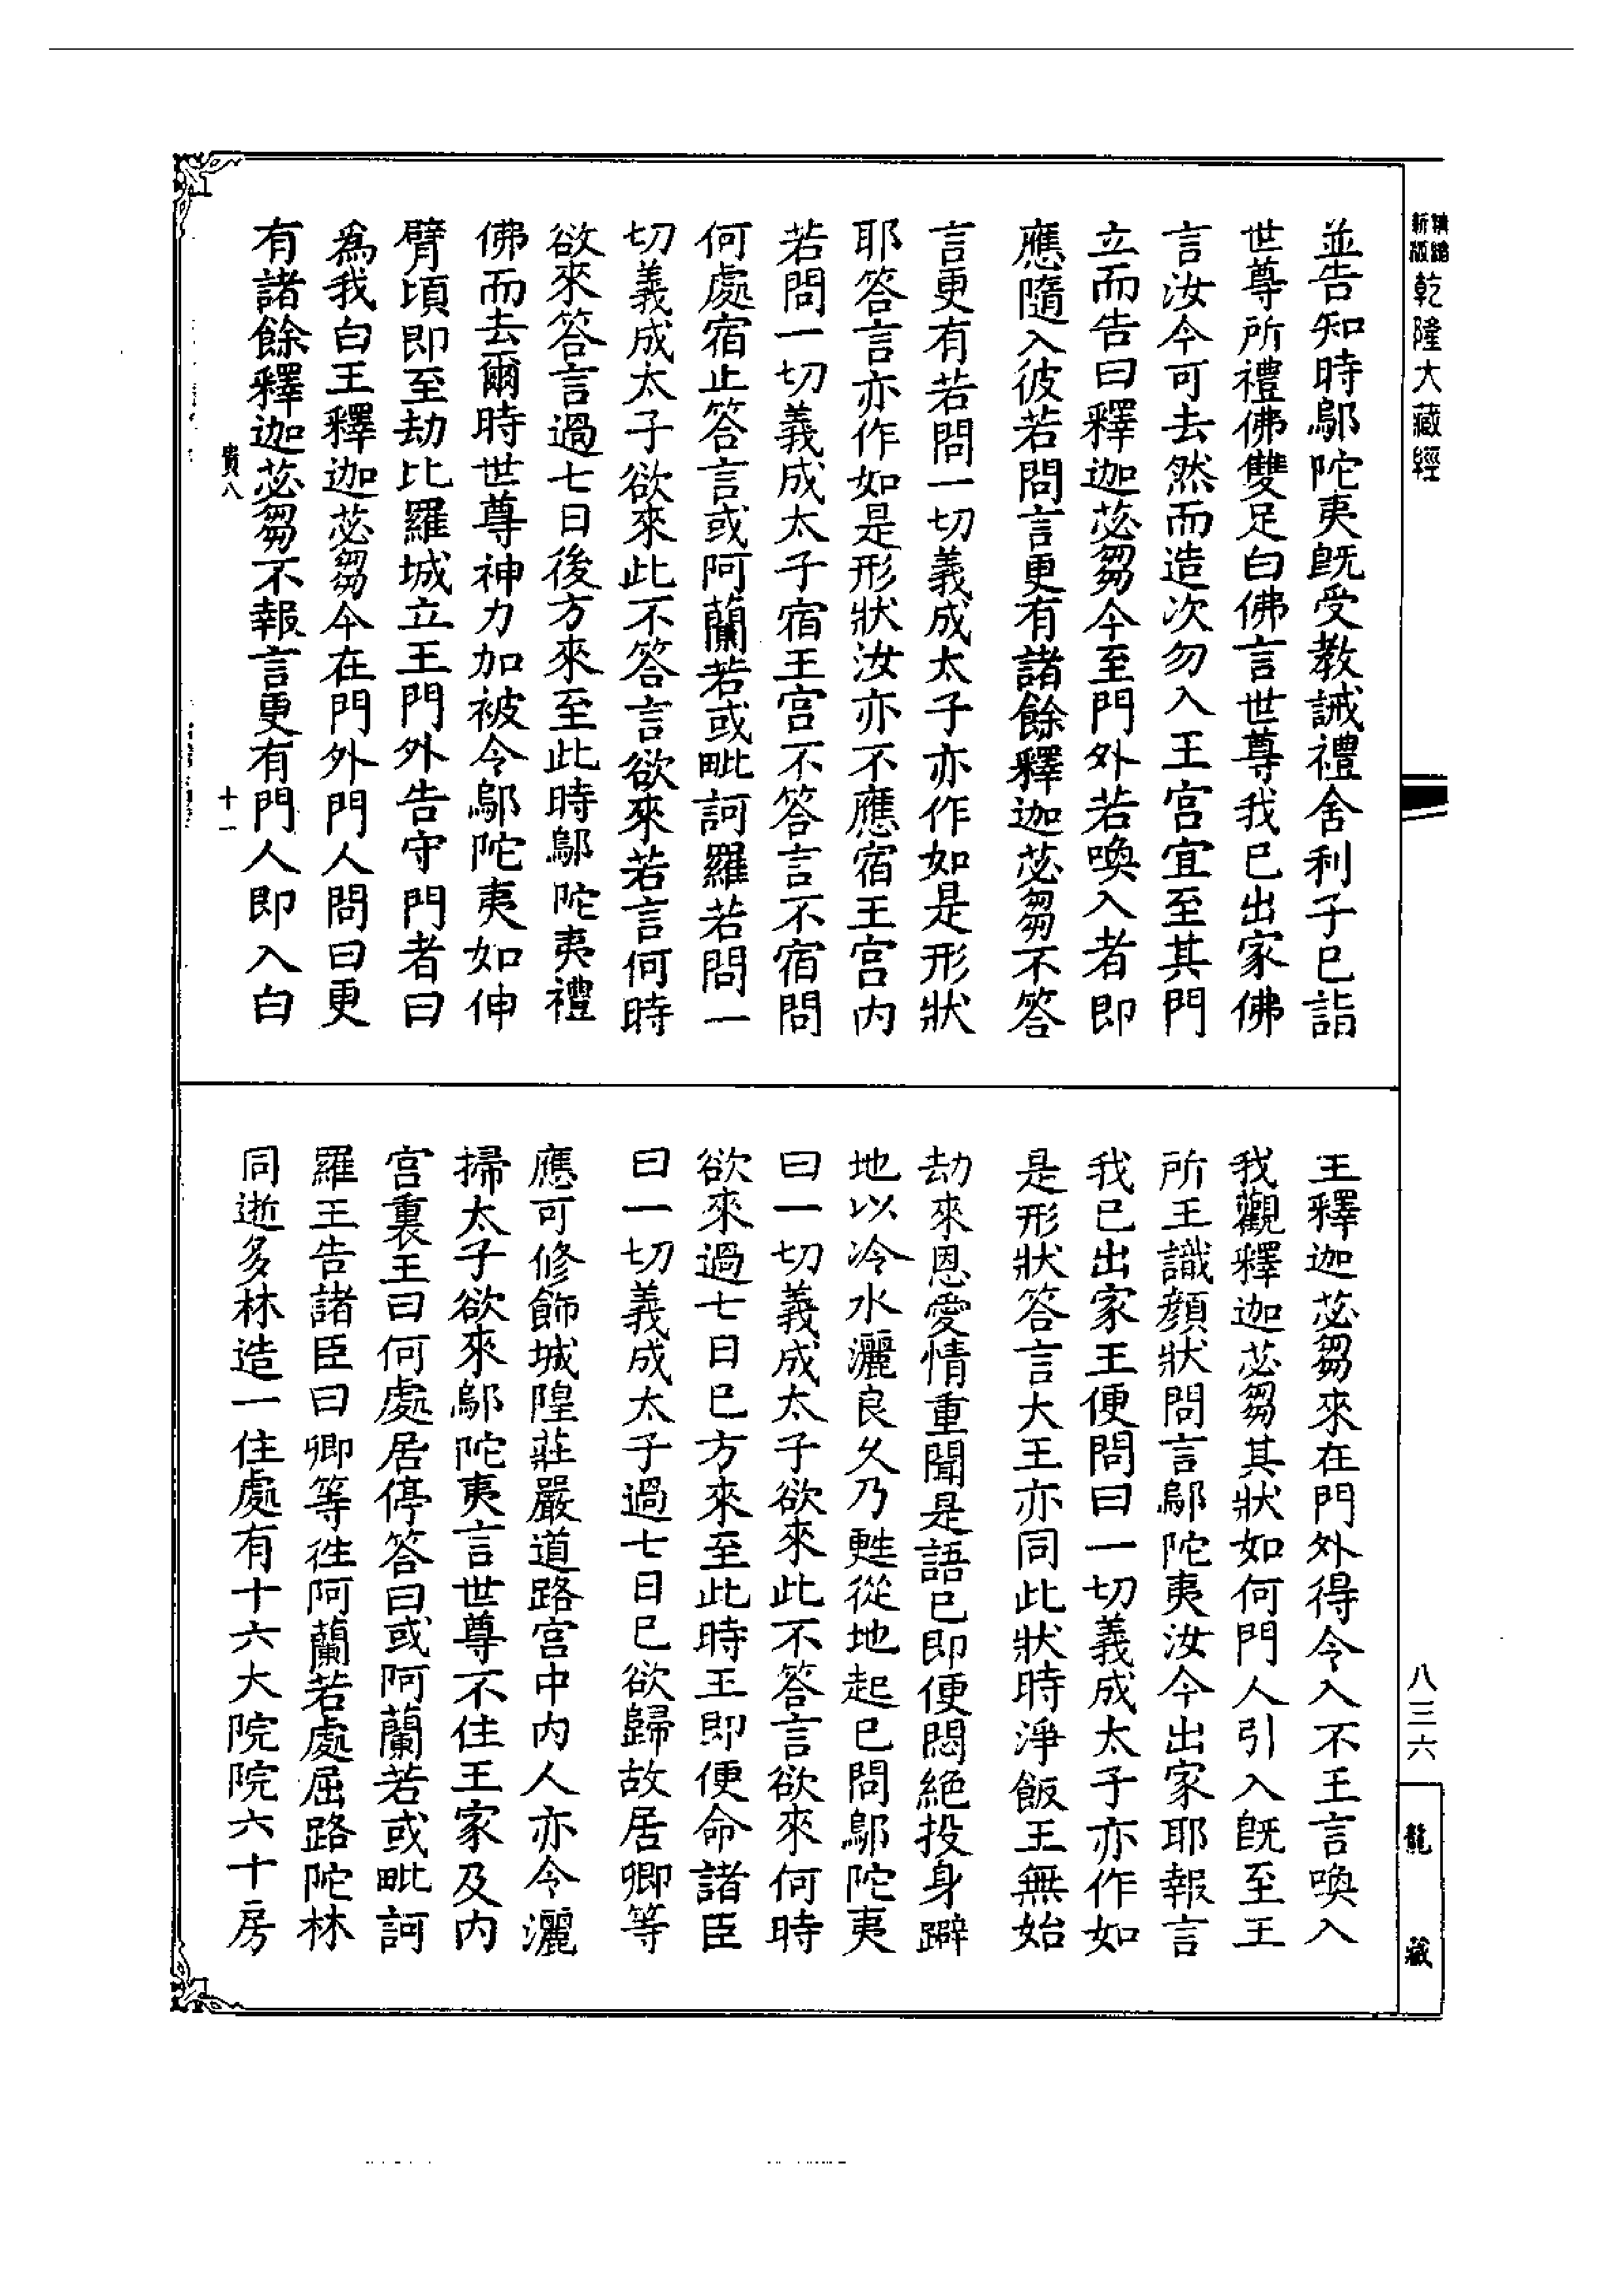 新版精縮乾隆大藏經
並告知時鄔陀夷旣受教誡禮舍利子已詣
世尊所禮佛雙足白佛言世尊我已出家佛
言汝今可去然而造次勿入王宮宜至其門
立而告曰釋迦苾芻今至門外若喚入者即
應隨入彼若問言更有諸餘釋迦苾芻不答
言更有若問一切義成太子亦作如是形狀
耶答言亦作如是形狀汝亦不應宿王宮內
若問一切義成太子宿王宮不答言不宿問
何處宿止答言或阿蘭若或毗訶羅若問一
切義成太子欲來此不答言欲來若言何時
欲來答言過七日後方來至此時鄔陀夷禮
佛而去爾時世尊神力加被令鄔陀夷如伸
臂頃即至劫比羅城立王門外告守門者曰
為我白王釋迦苾芻今在門外門人問曰更
有諸餘釋迦苾芻不報言更有門人即入白
貴八
十一
王釋迦苾芻來在門外得令入不王言喚入
我觀釋迦苾芻其狀如何門人引入旣至王
所王識顏狀問言鄔陀夷汝今出家耶報言
我已出家王便問曰一切義成太子亦作如
是形狀答言大王亦同此狀時淨飯王無始
劫來恩愛情重聞是語已即便悶絕投身躃
地以冷水灑良久乃甦從地起已問鄔陀夷
曰一切義成太子欲來此不答言欲來何時
欲來過七日已方來至此時王即便命諸臣
曰一切義成太子過七日已欲歸故居卿等
應可修飾城隍莊嚴道路宮中內人亦令灑
掃太子欲來鄔陀夷言世尊不住王家及內
宮裏王曰何處居停答曰或阿蘭若或毗訶
羅王告諸臣曰卿等往阿蘭若處屈路陀林
同逝多林造一住處有十六大院院六十房
八三六
龍藏